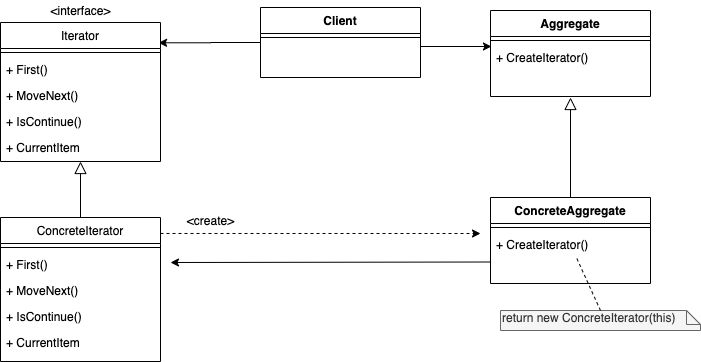 <interface>
Iterator
+ First()
+ MoveNext()
+ IsContinue()
+ CurrentItem
Client
Aggregate
+ CreateIterator()
ConcreteIterator
+ First()
+ MoveNext()
+ IsContinue()
+ CurrentItem
<create>
ConcreteAggregate
+ CreateIterator()
return new ConcreteIterator(this)